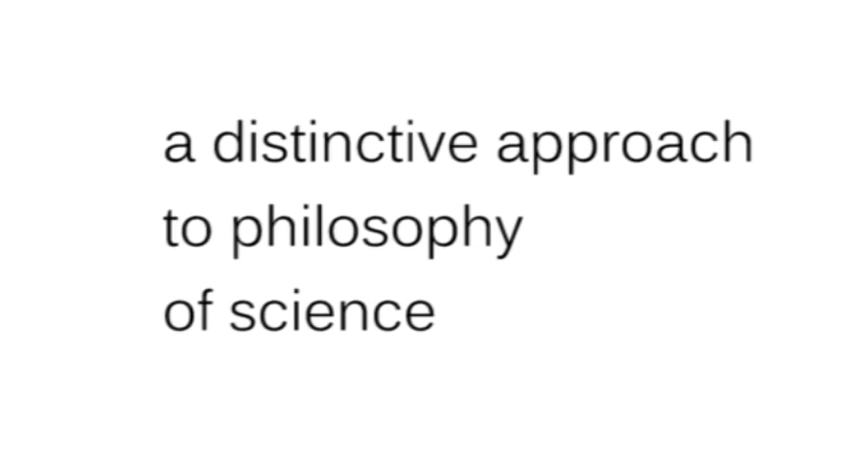 a distinctive approach
to philosophy
of science